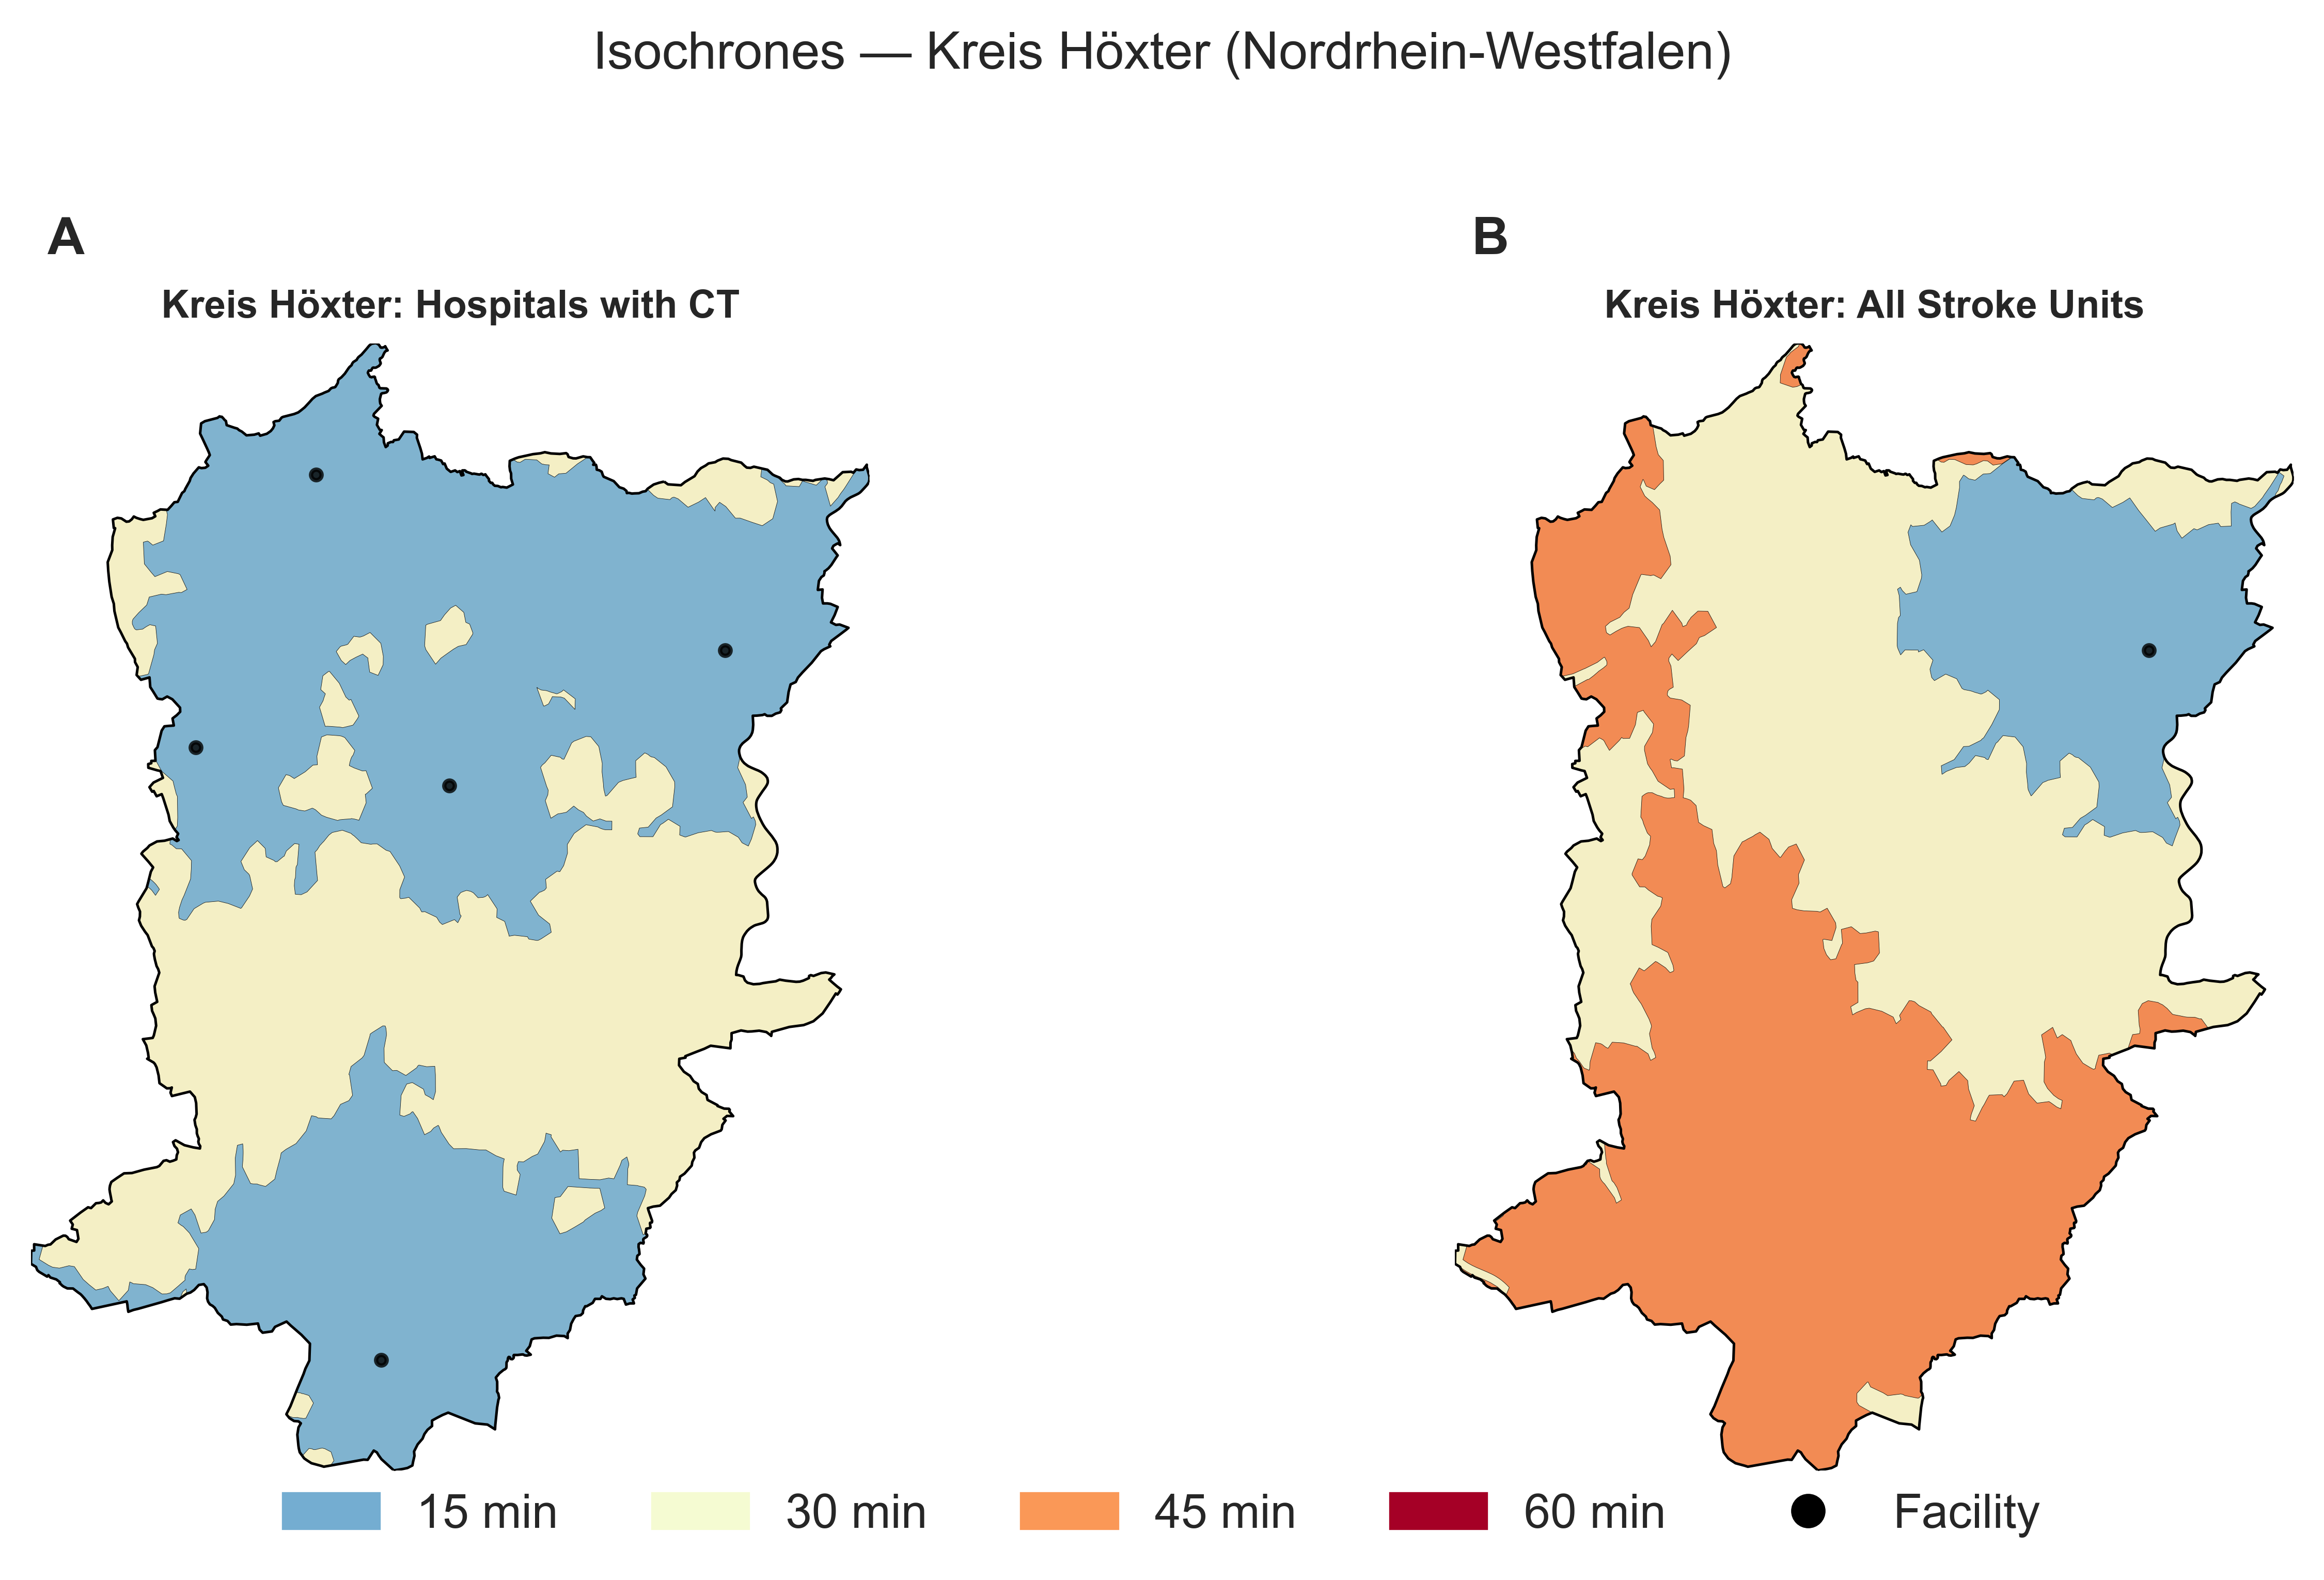 Isochrones — Kreis Höxter (Nordrhein-Westfalen)
A
Kreis Höxter: Hospitals with CT
B
Kreis Höxter: All Stroke Units
15 min
30 min
45 min
60 min
Facility